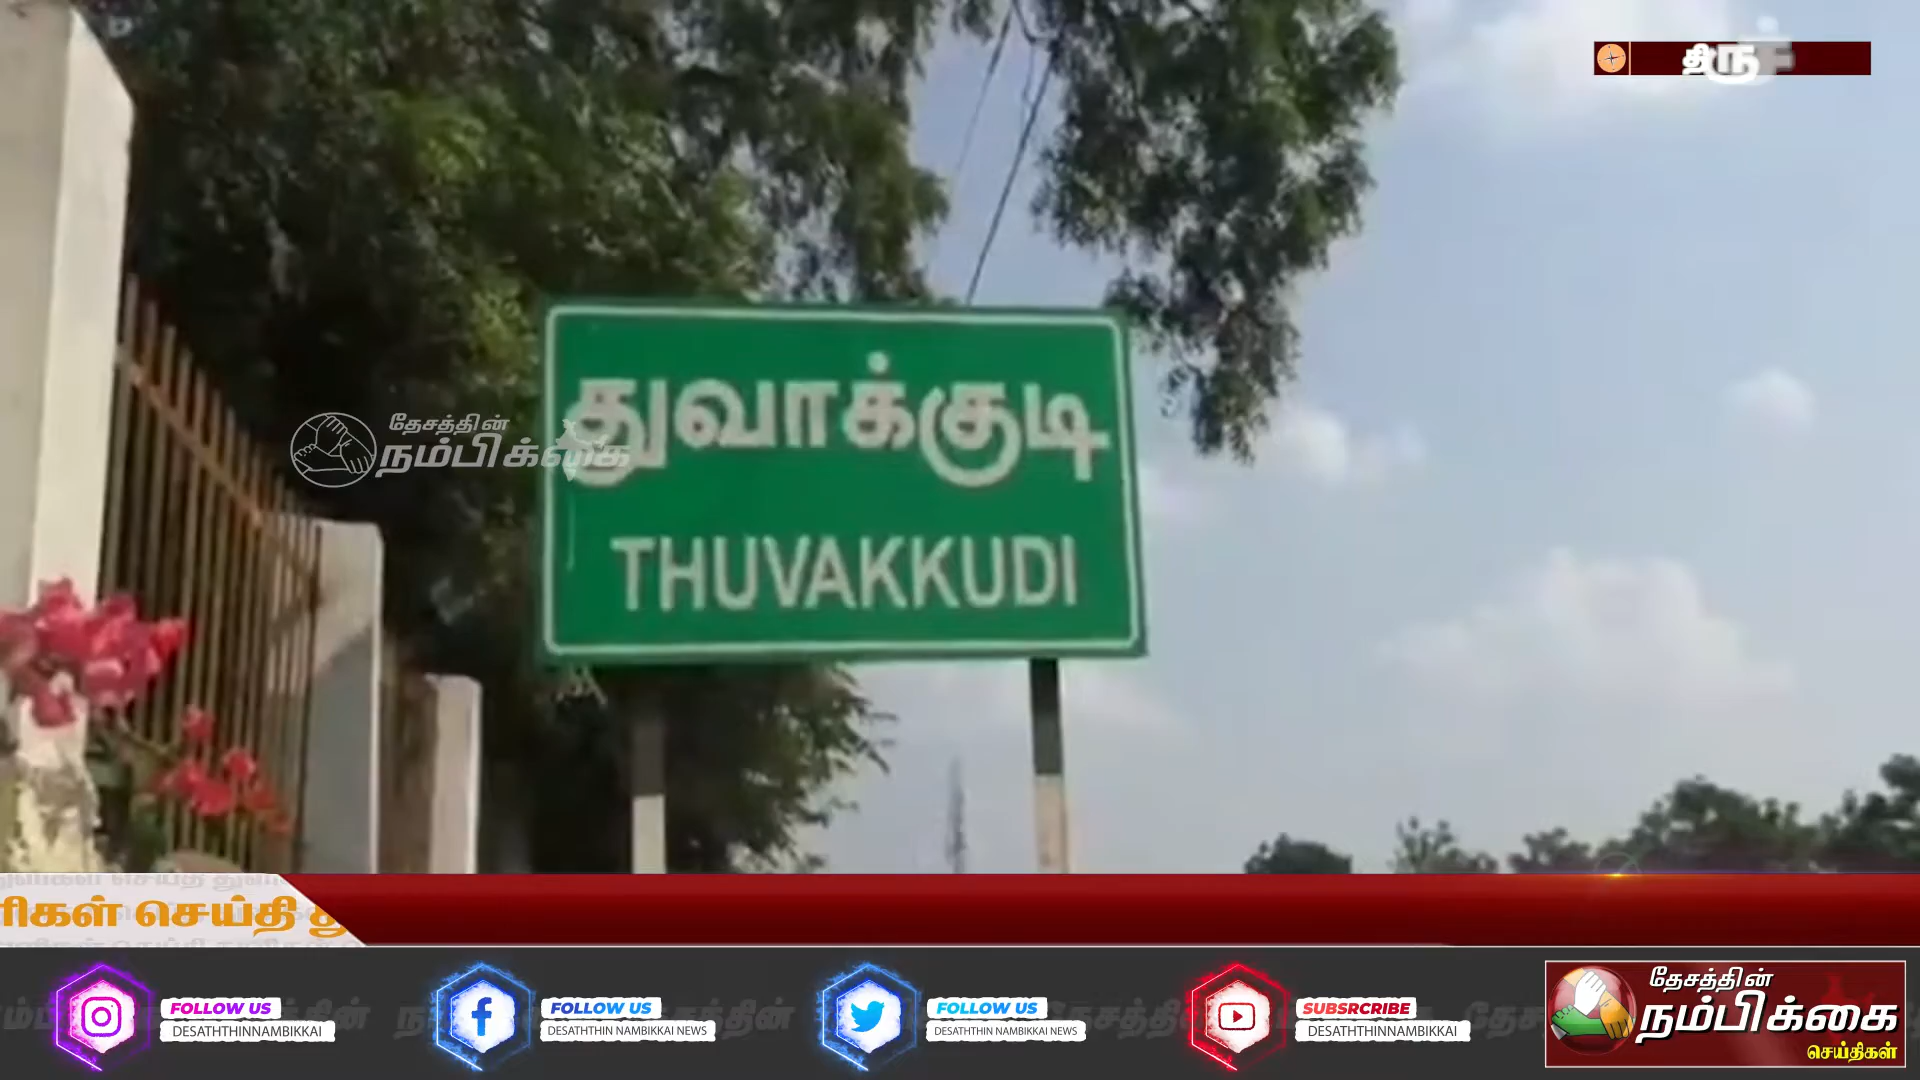 திருச்
தேசத்தின்
நம்பிக்கை
துவாக்குடி
THUVAKKUDI
செய்தி
FOLLOW US
DESATHTHINNAMBIKKAI
FOLLOW US
DESATHTHIN NAMBIKKAI NEWS
FOLLOW US
DESATHTHIN NAMBIKKAI NEWS
SUBSRCRIBE
DESATHTHINNAMBIKKAI
தேசத்தின்
நம்பிக்கை
செய்திகள்